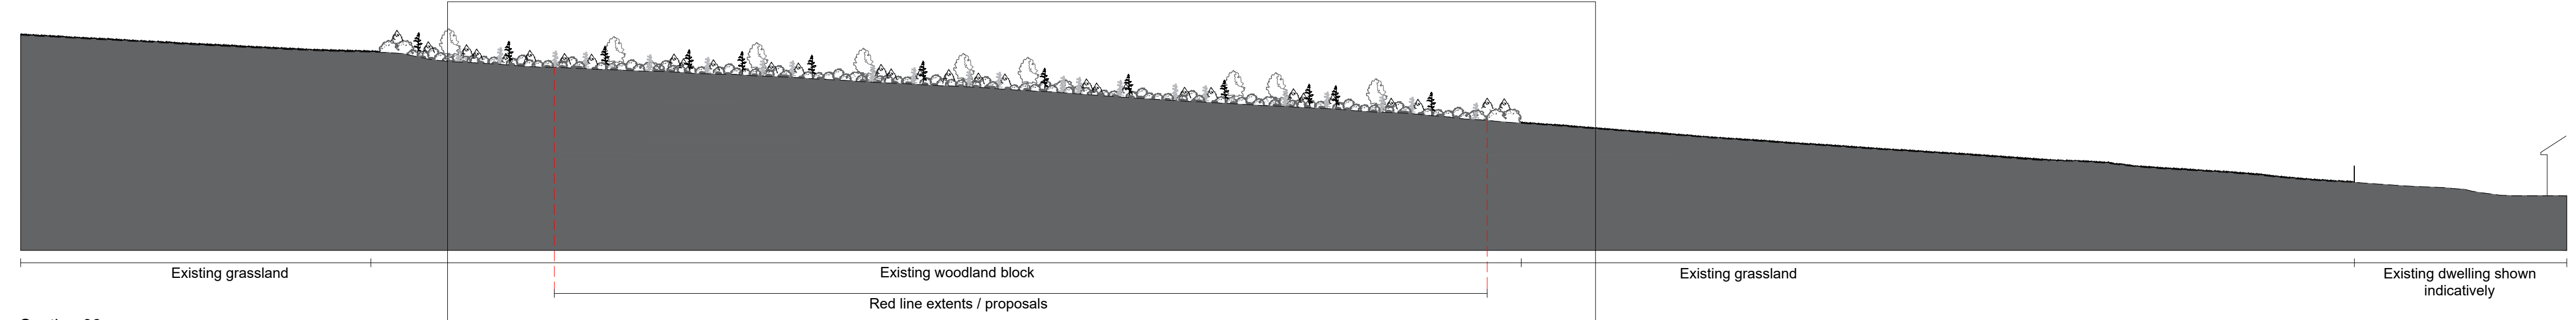 Existing grassland
Existing woodland block
Existing grassland
Existing dwelling shown
indicatively
Red line extents / proposals